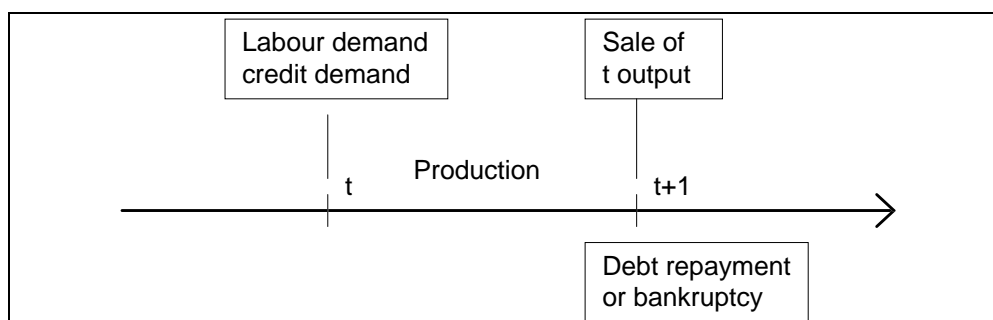 Labour demand
credit demand
Sale of
t output
Production
t
t+1
Debt repayment
or bankruptcy